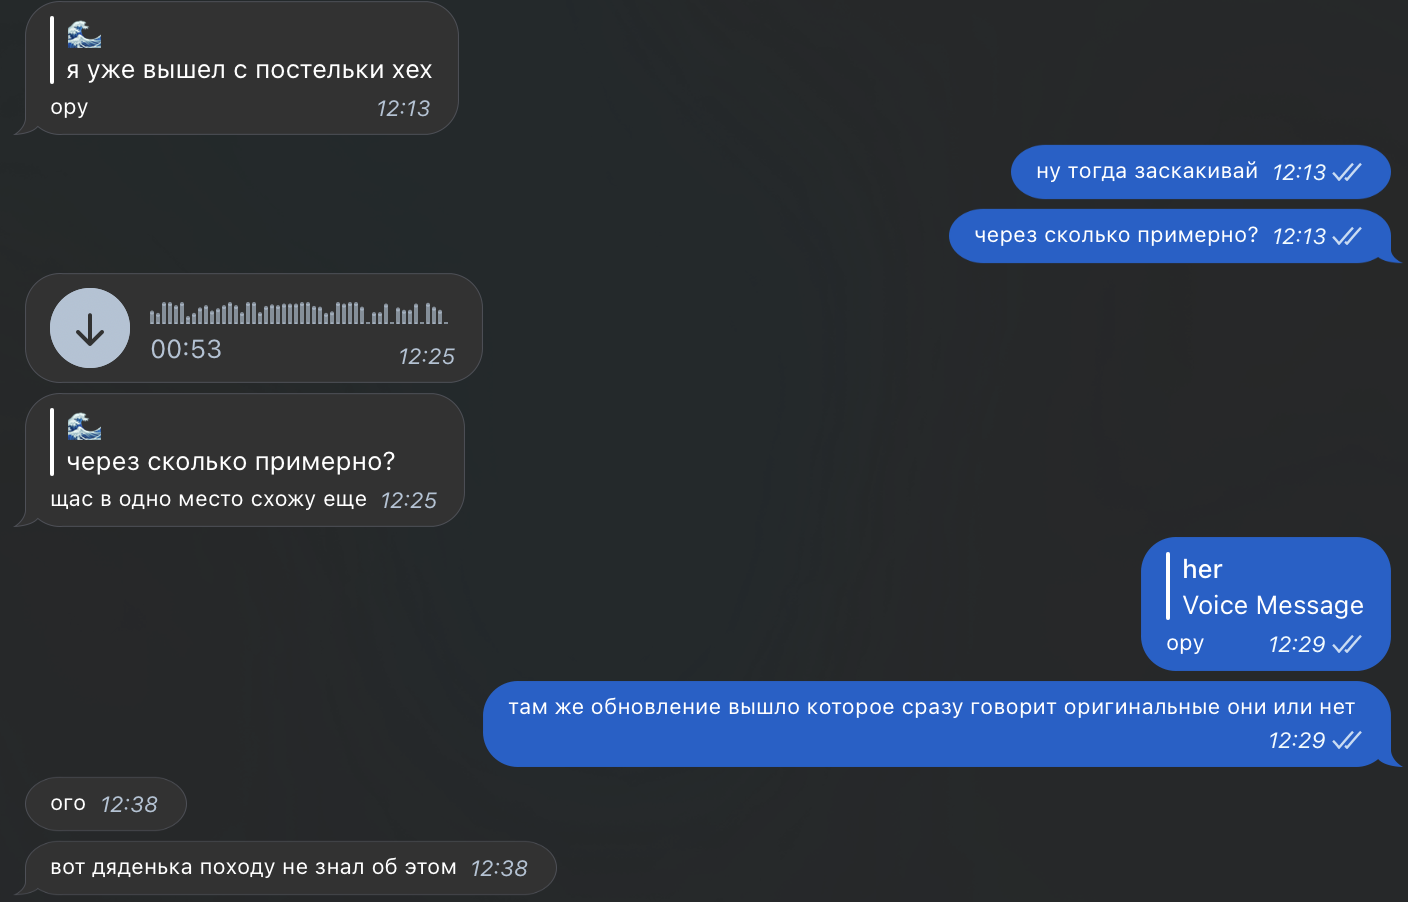 🌊
я уже вышел с постельки хех
ору 12:13
ну тогда заскакивай 12:13
через сколько примерно? 12:13
00:53 12:25
🌊
через сколько примерно?
щас в одно место схожу еще 12:25
her
Voice Message
ору 12:29
там же обновление вышло которое сразу говорит оригинальные они или нет
12:29
ого 12:38
вот дяденька походу не знал об этом 12:38